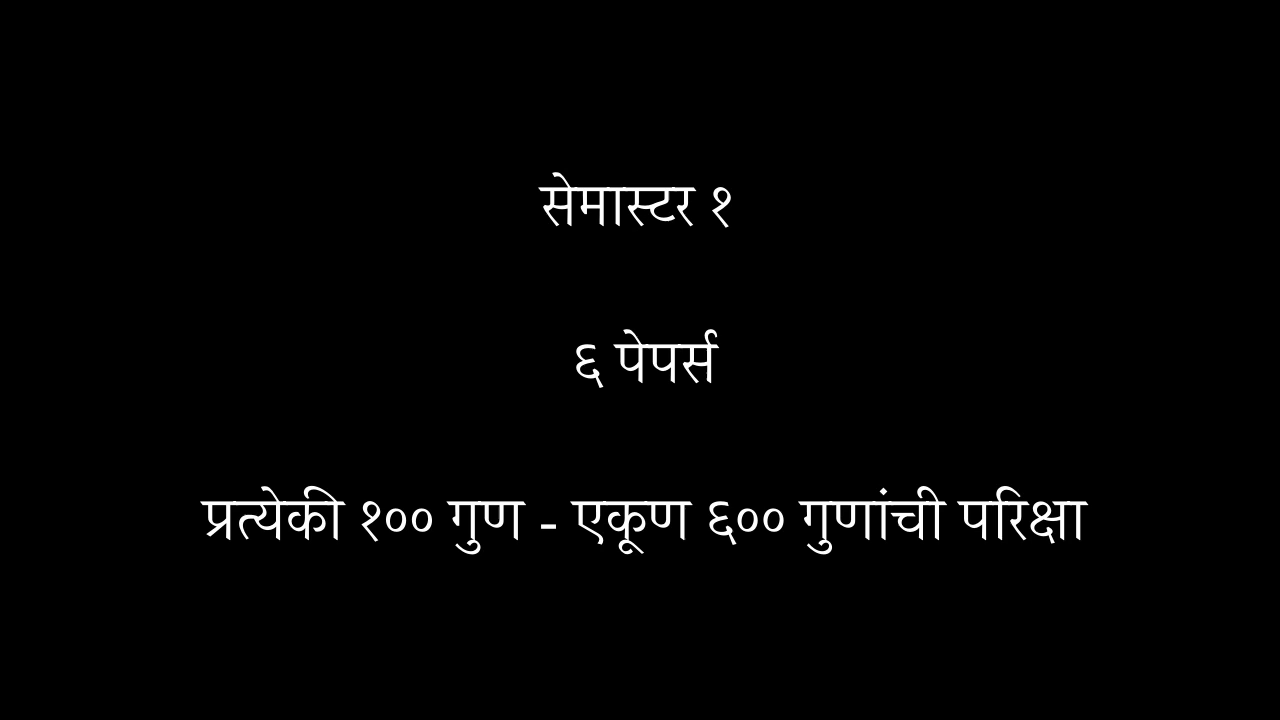 सेमास्टर १
६ पेपर्स
प्रत्येकी १०० गुण - एकूण ६०० गुणांची परिक्षा